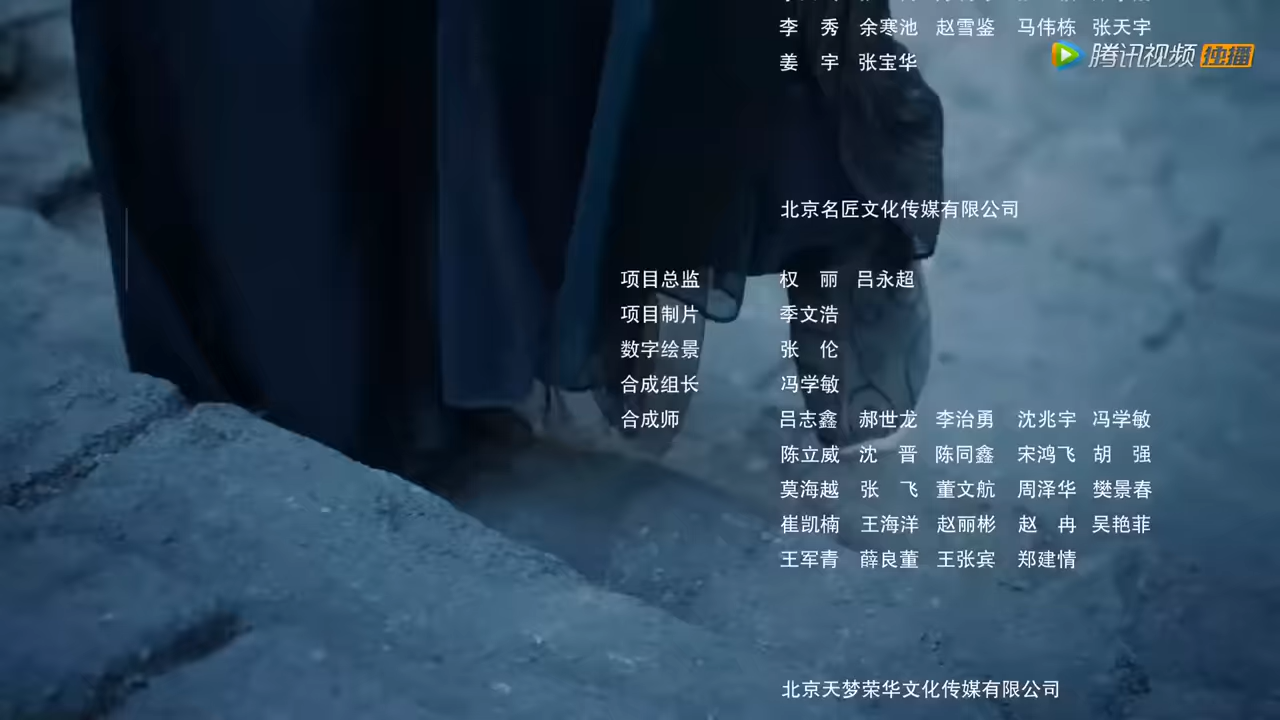 李　秀 余寒池 赵雪鉴 马伟栋 张天宇
腾讯视频 独播
姜　宇 张宝华
北京名匠文化传媒有限公司
项目总监 权　丽 吕永超
项目制片 季文浩
数字绘景 张　伦
合成组长 冯学敏
合成师 吕志鑫 郝世龙 李治勇 沈兆宇 冯学敏
陈立威 沈　晋 陈同鑫 宋鸿飞 胡　强
莫海越 张　飞 董文航 周泽华 樊景春
崔凯楠 王海洋 赵丽彬 赵　冉 吴艳菲
王军青 薛良董 王张宾 郑建情
北京天梦荣华文化传媒有限公司